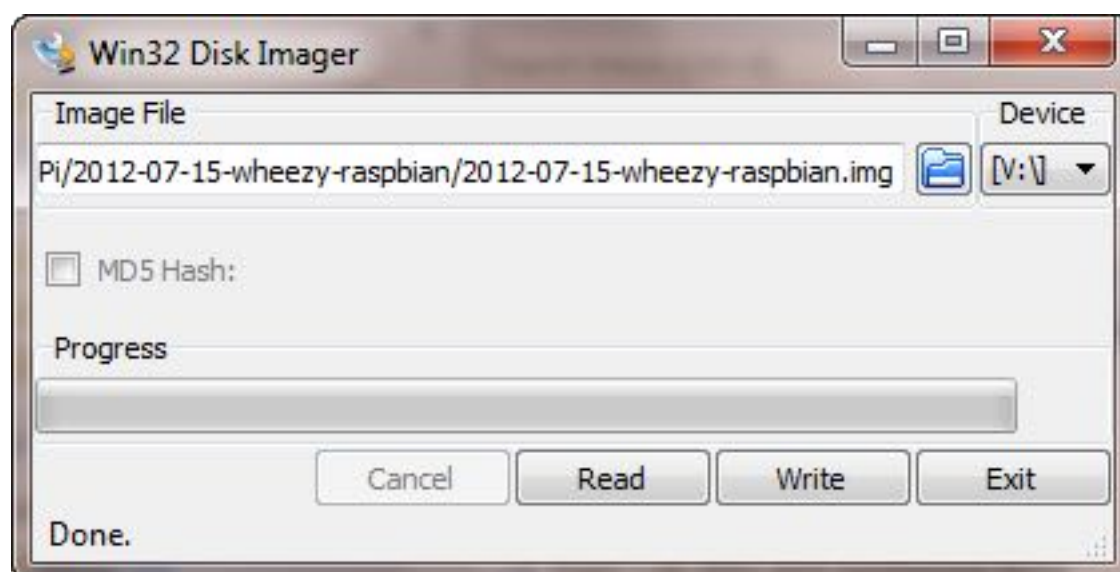 Win32 Disk Imager
Image File
Device
Pi/2012-07-15-wheezy-raspbian/2012-07-15-wheezy-raspbian.img
[V:\]
MD5 Hash:
Progress
Cancel Read Write Exit
Done.